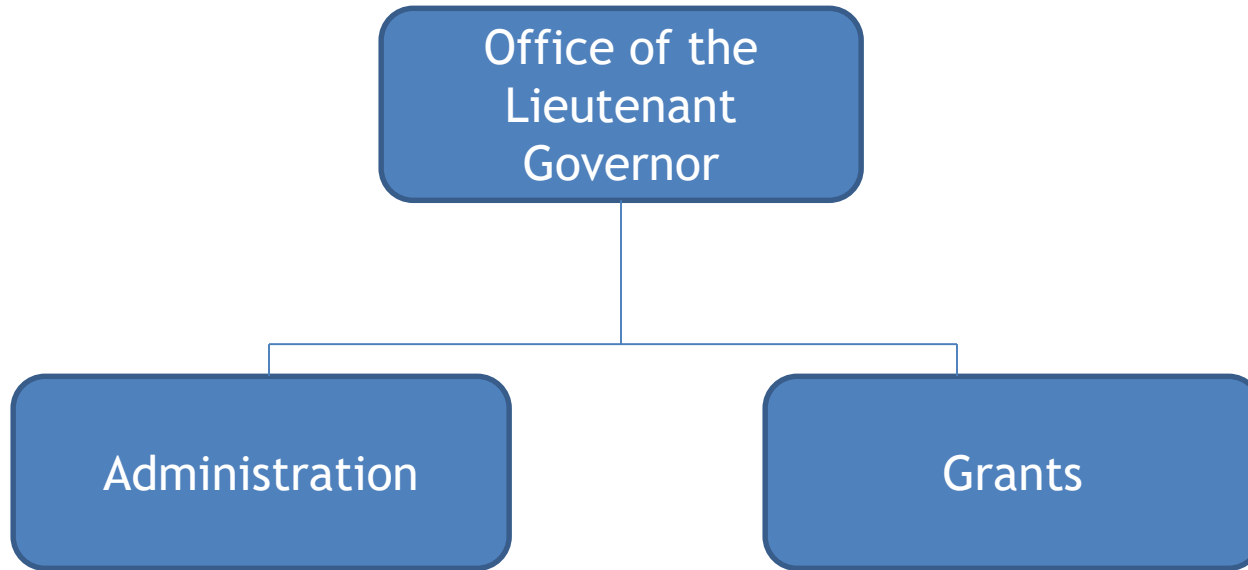 Office of the
Lieutenant
Governor
Administration
Grants